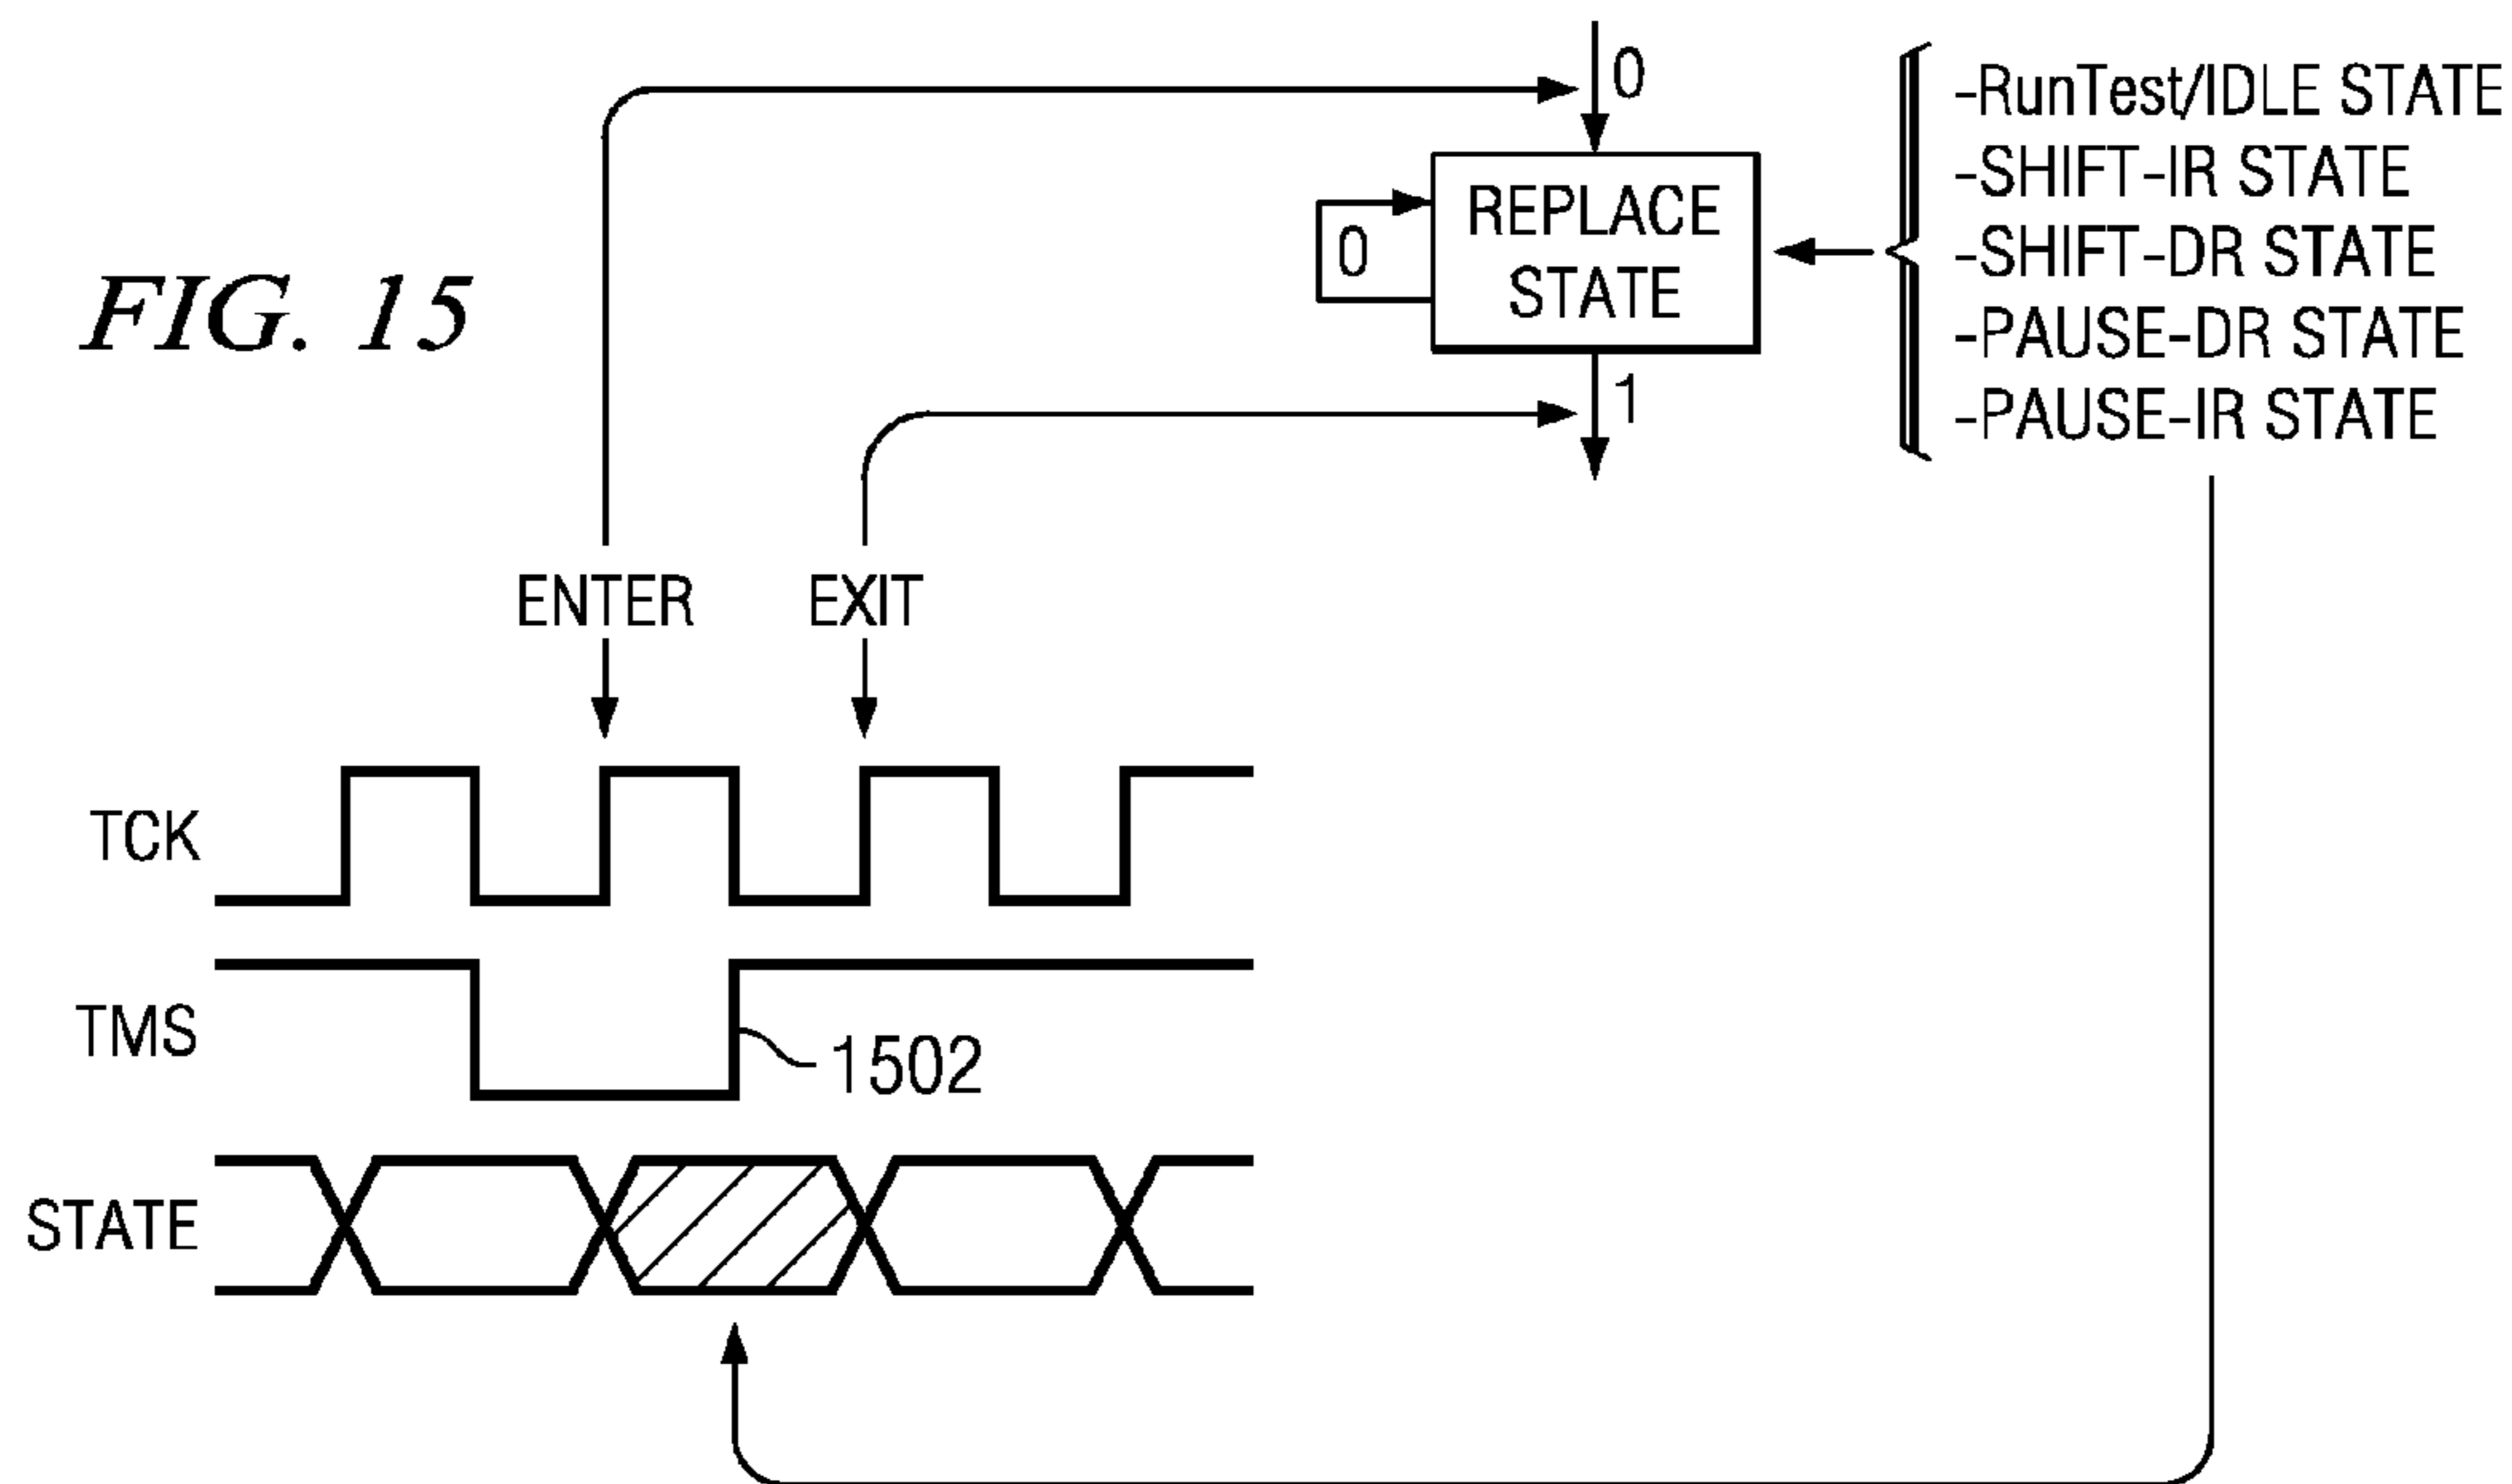 FIG. 15
0
0
REPLACE
STATE
1
-RunTest/IDLE STATE
-SHIFT-IR STATE
-SHIFT-DR STATE
-PAUSE-DR STATE
-PAUSE-IR STATE
ENTER
EXIT
TCK
TMS
1502
STATE